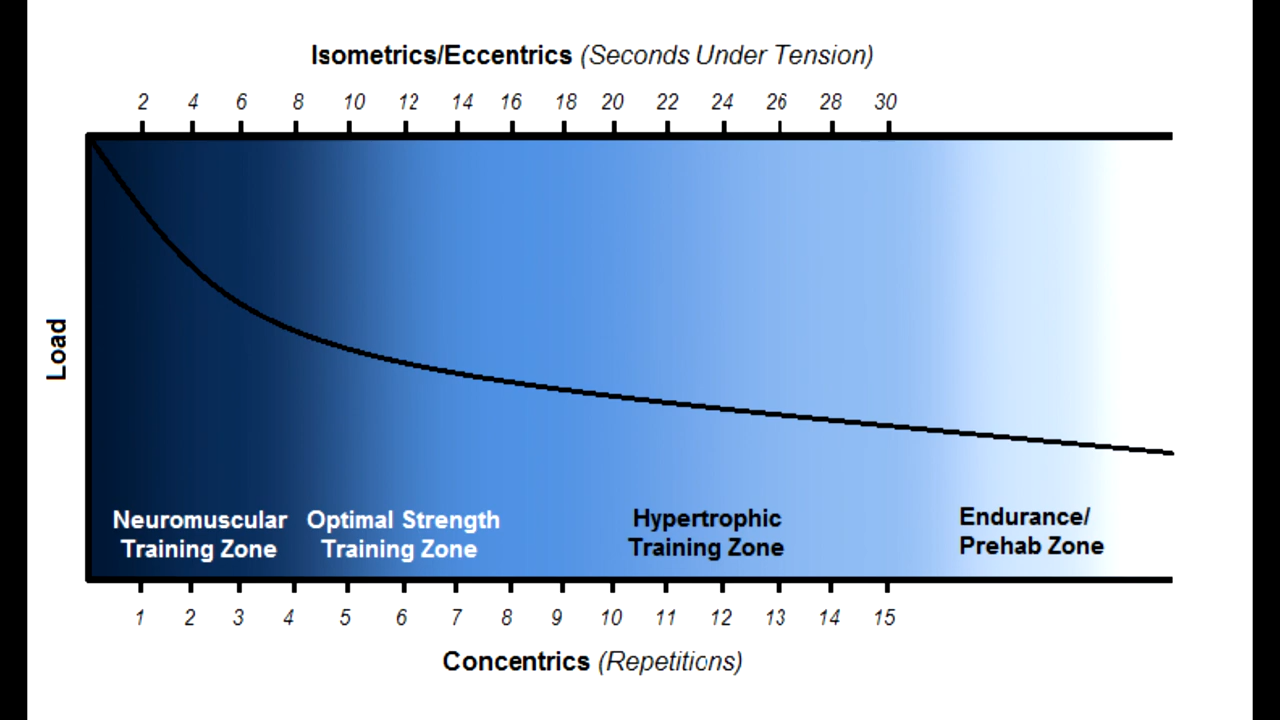 Isometrics/Eccentrics (Seconds Under Tension)
2 4 6 8 10 12 14 16 18 20 22 24 26 28 30
Load
Neuromuscular Training Zone
Optimal Strength Training Zone
Hypertrophic Training Zone
Endurance/ Prehab Zone
1 2 3 4 5 6 7 8 9 10 11 12 13 14 15
Concentrics (Repetitions)